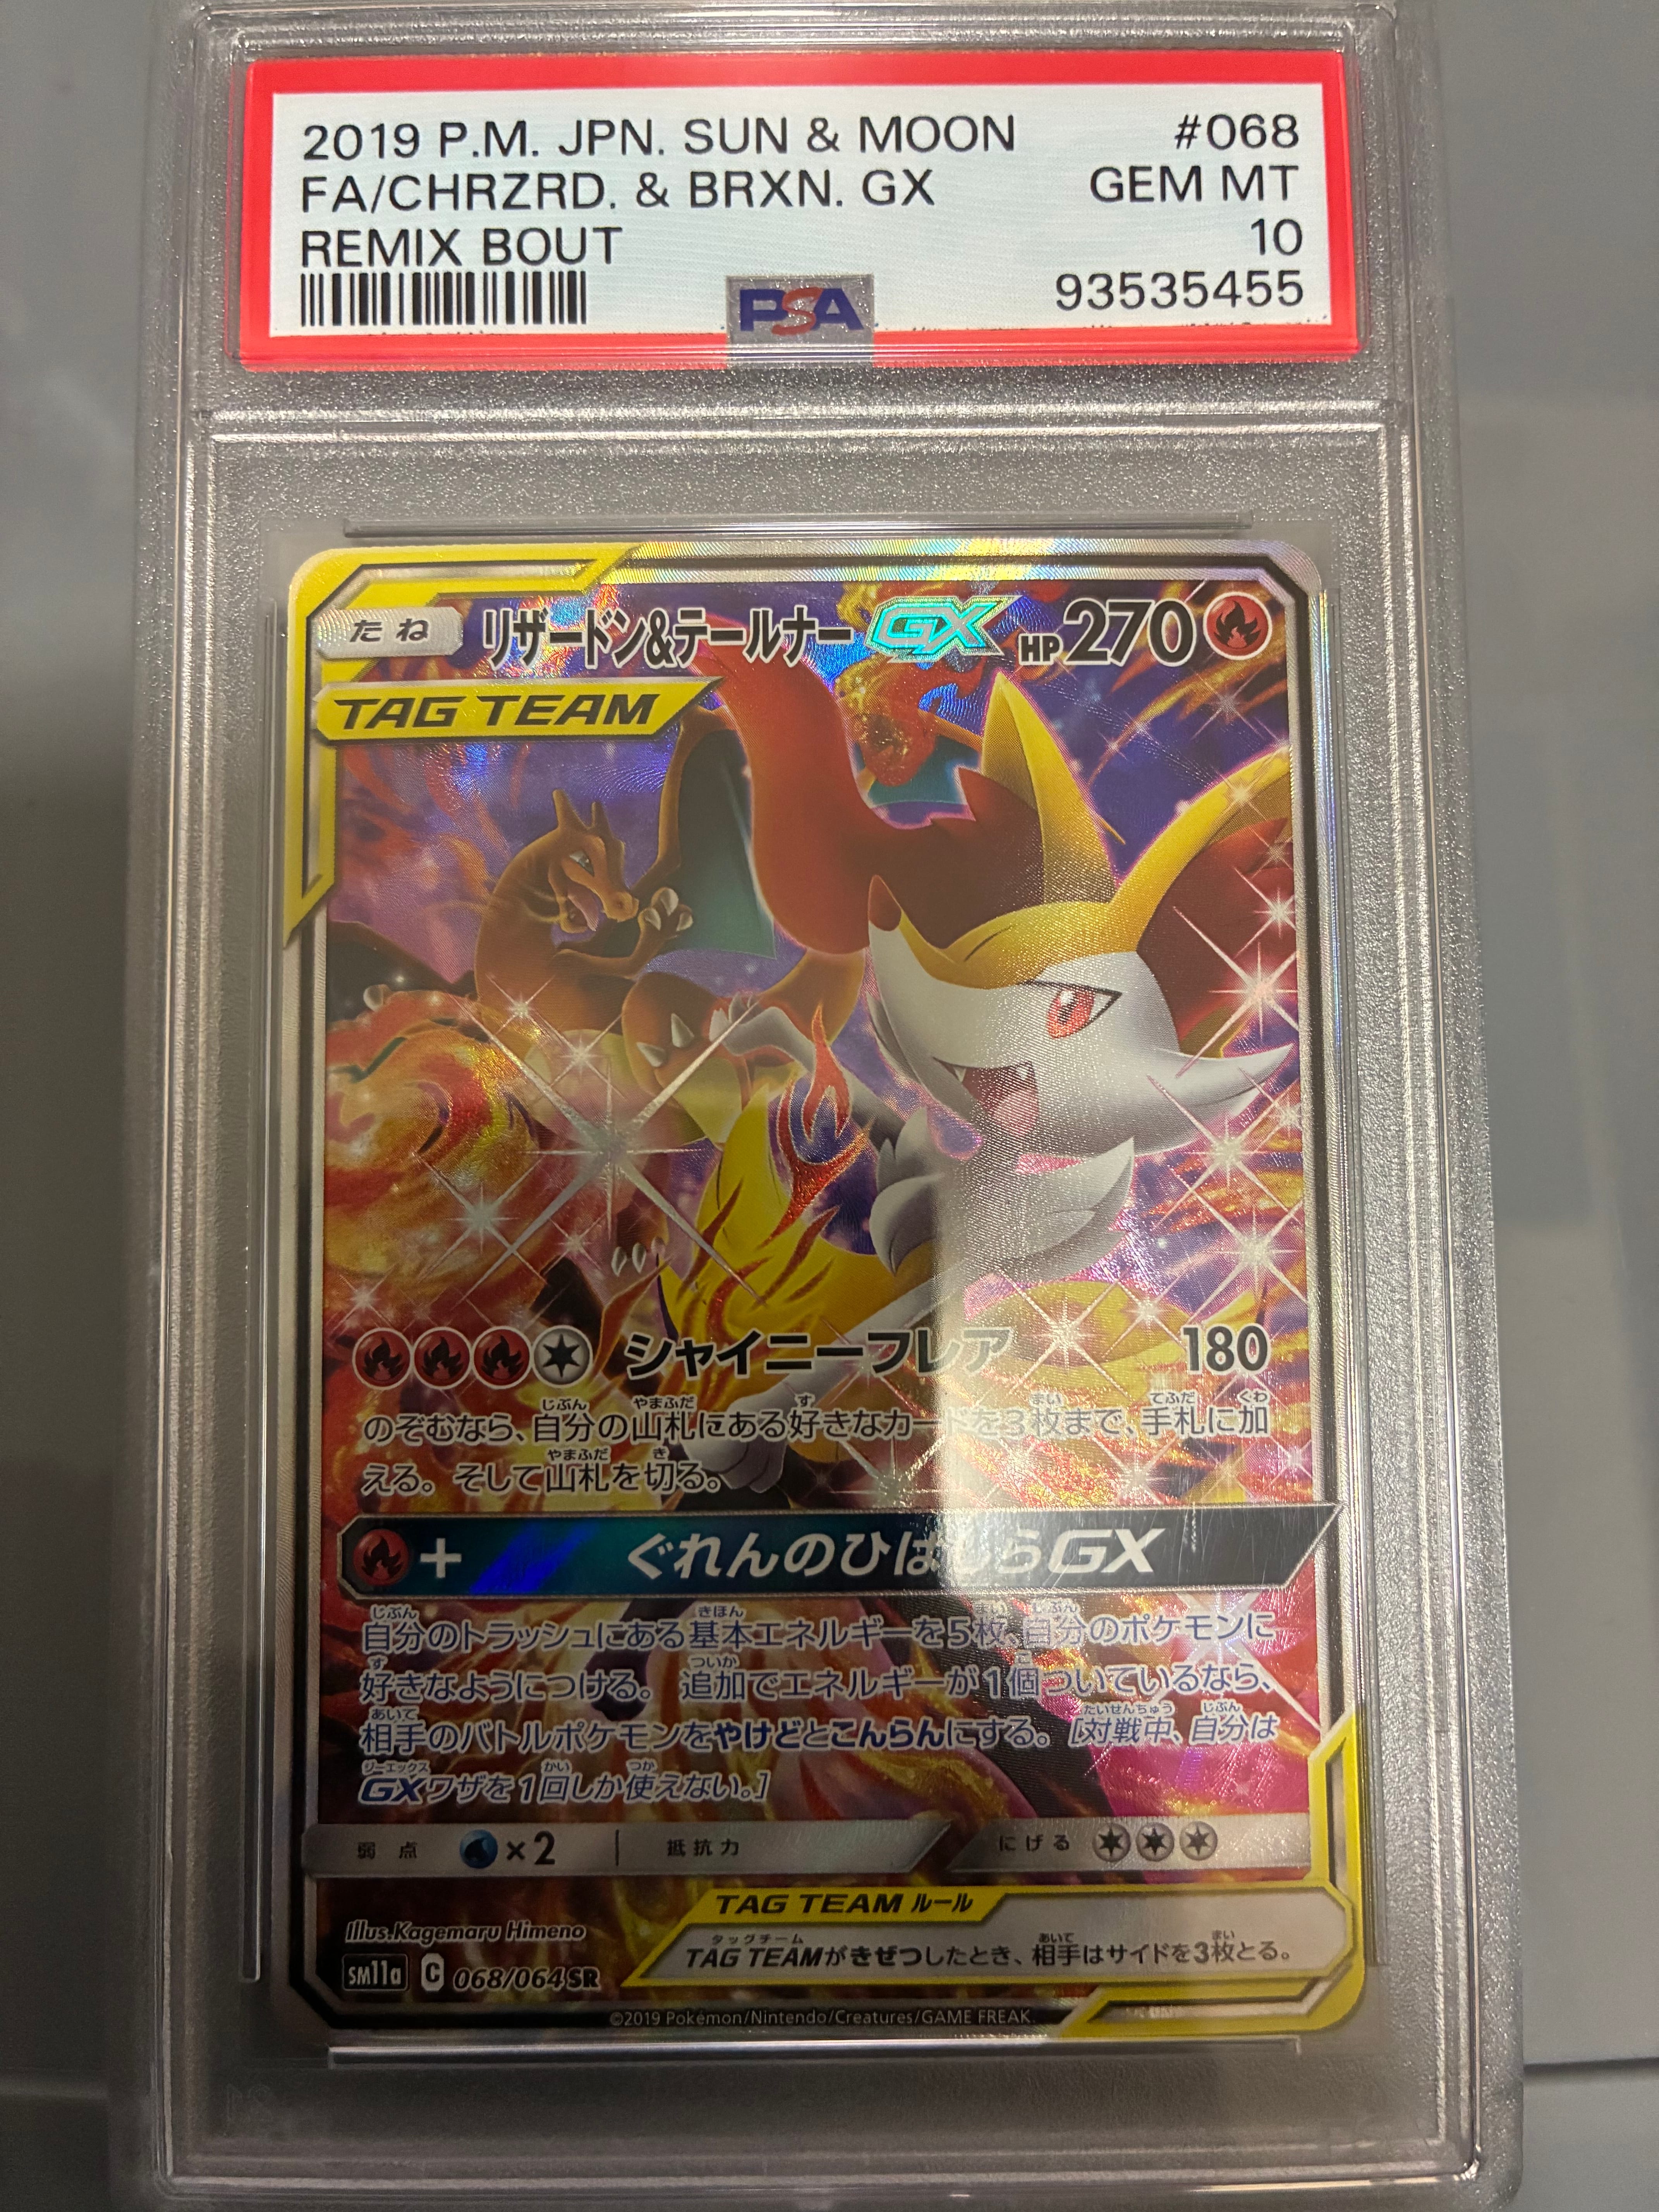 2019 P.M. JPN. SUN & MOON #068
FA/CHRZRD. & BRXN. GX GEM MT
REMIX BOUT 10
PSA 93535455
たね リザードン&テールナーGX HP270
TAG TEAM
シャイニーフレア 180
のぞむなら、自分の山札にある好きなカードを3枚まで、手札に加
える。そして山札を切る。
+ ぐれんのひばしらGX
自分のトラッシュにある基本エネルギーを5枚、自分のポケモンに
好きなようにつける。追加でエネルギーが1個ついているなら、
相手のバトルポケモンをやけどとこんらんにする。[対戦中、自分は
GXワザを1回しか使えない。]
弱点 ×2 抵抗力 にげる
TAG TEAM ルール
TAG TEAMがきぜつしたとき、相手はサイドを3枚とる。
Illus.Kagemaru Himeno
SM11a C 068/064 SR
©2019 Pokémon/Nintendo/Creatures/GAME FREAK.